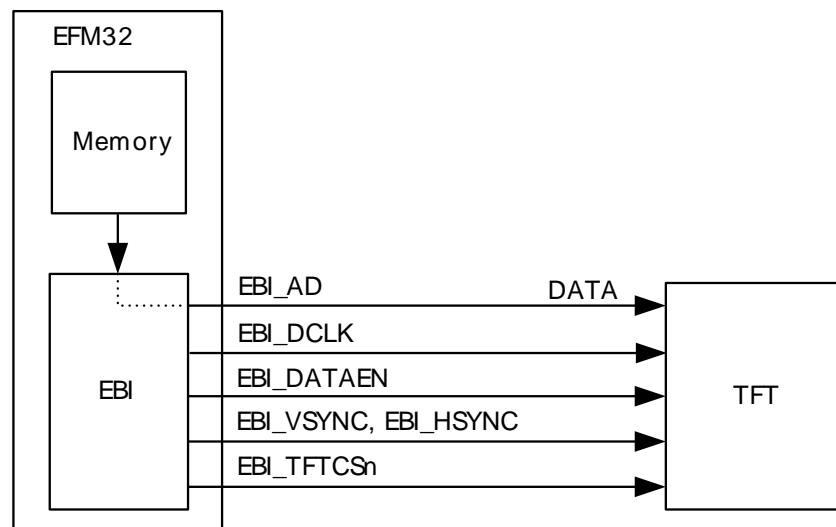 EFM32
Memory
EBI_AD DATA
EBI_DCLK
EBI_DATAEN
EBI TFT
EBI_VSYNC, EBI_HSYNC
EBI_TFTCSn